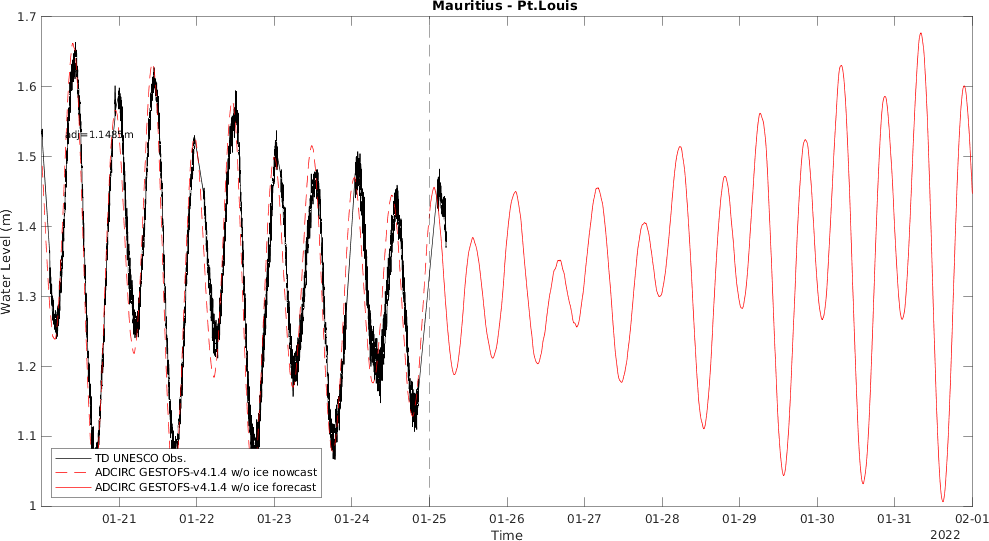 Mauritius - Pt.Louis
1.7
1.6
1.5
1.4
1.3
1.2
1.1
1
Water Level (m)
adj=1.1485m
TD UNESCO Obs.
ADCIRC GESTOFS-v4.1.4 w/o ice nowcast
ADCIRC GESTOFS-v4.1.4 w/o ice forecast
01-21 01-22 01-23 01-24 01-25 01-26 01-27 01-28 01-29 01-30 01-31 02-01
Time
2022